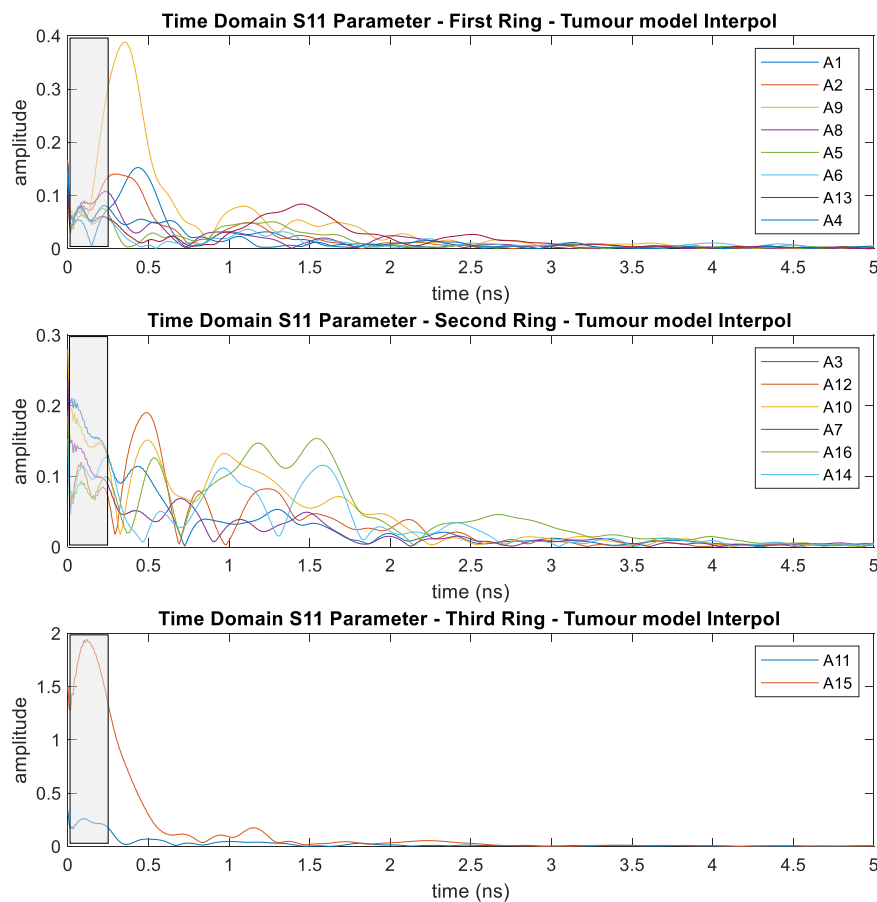 Time Domain S11 Parameter - First Ring - Tumour model Interpol
0.4
0.3
0.2
0.1
0
amplitude
A1
A2
A9
A8
A5
A6
A13
A4
0 0.5 1 1.5 2 2.5 3 3.5 4 4.5 5
time (ns)
Time Domain S11 Parameter - Second Ring - Tumour model Interpol
0.3
0.2
0.1
0
amplitude
A3
A12
A10
A7
A16
A14
0 0.5 1 1.5 2 2.5 3 3.5 4 4.5 5
time (ns)
Time Domain S11 Parameter - Third Ring - Tumour model Interpol
2
1.5
1
0.5
0
amplitude
A11
A15
0 0.5 1 1.5 2 2.5 3 3.5 4 4.5 5
time (ns)